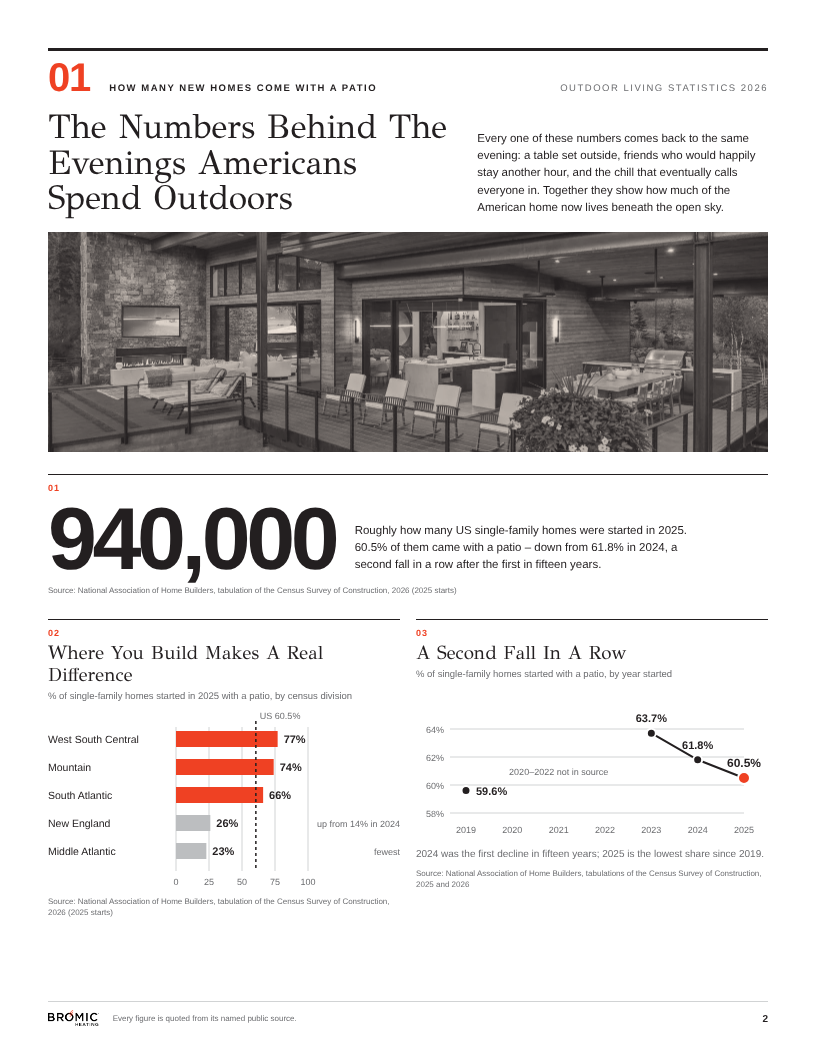 01 HOW MANY NEW HOMES COME WITH A PATIO
OUTDOOR LIVING STATISTICS 2026
The Numbers Behind The
Evenings Americans
Spend Outdoors
Every one of these numbers comes back to the same
evening: a table set outside, friends who would happily
stay another hour, and the chill that eventually calls
everyone in. Together they show how much of the
American home now lives beneath the open sky.
01
940,000
Roughly how many US single-family homes were started in 2025.
60.5% of them came with a patio – down from 61.8% in 2024, a
second fall in a row after the first in fifteen years.
Source: National Association of Home Builders, tabulation of the Census Survey of Construction, 2026 (2025 starts)
02
Where You Build Makes A Real
Difference
% of single-family homes started in 2025 with a patio, by census division
US 60.5%
West South Central 77%
Mountain 74%
South Atlantic 66%
New England 26% up from 14% in 2024
Middle Atlantic 23% fewest
0 25 50 75 100
Source: National Association of Home Builders, tabulation of the Census Survey of Construction,
2026 (2025 starts)
03
A Second Fall In A Row
% of single-family homes started with a patio, by year started
63.7%
64%
61.8%
62%
60.5%
2020–2022 not in source
60%
59.6%
58%
2019 2020 2021 2022 2023 2024 2025
2024 was the first decline in fifteen years; 2025 is the lowest share since 2019.
Source: National Association of Home Builders, tabulations of the Census Survey of Construction,
2025 and 2026
BROMIC
HEATING
Every figure is quoted from its named public source.
2